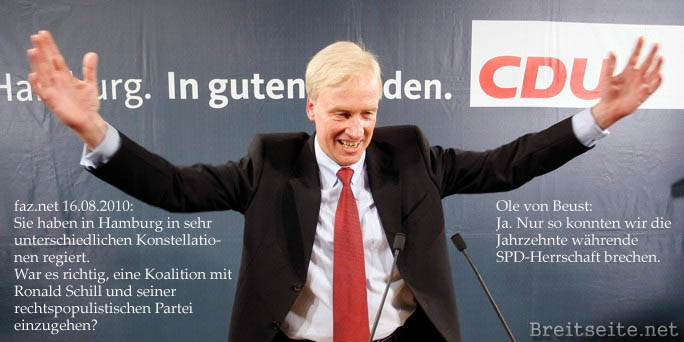 Hamburg. In guten den.
CDU
faz.net 16.08.2010:
Sie haben in Hamburg in sehr
unterschiedlichen Konstellatio-
nen regiert.
War es richtig, eine Koalition mit
Ronald Schill und seiner
rechtspopulistischen Partei
einzugehen?
Ole von Beust:
Ja. Nur so konnten wir die
Jahrzehnte währende
SPD-Herrschaft brechen.
Breitseite.net